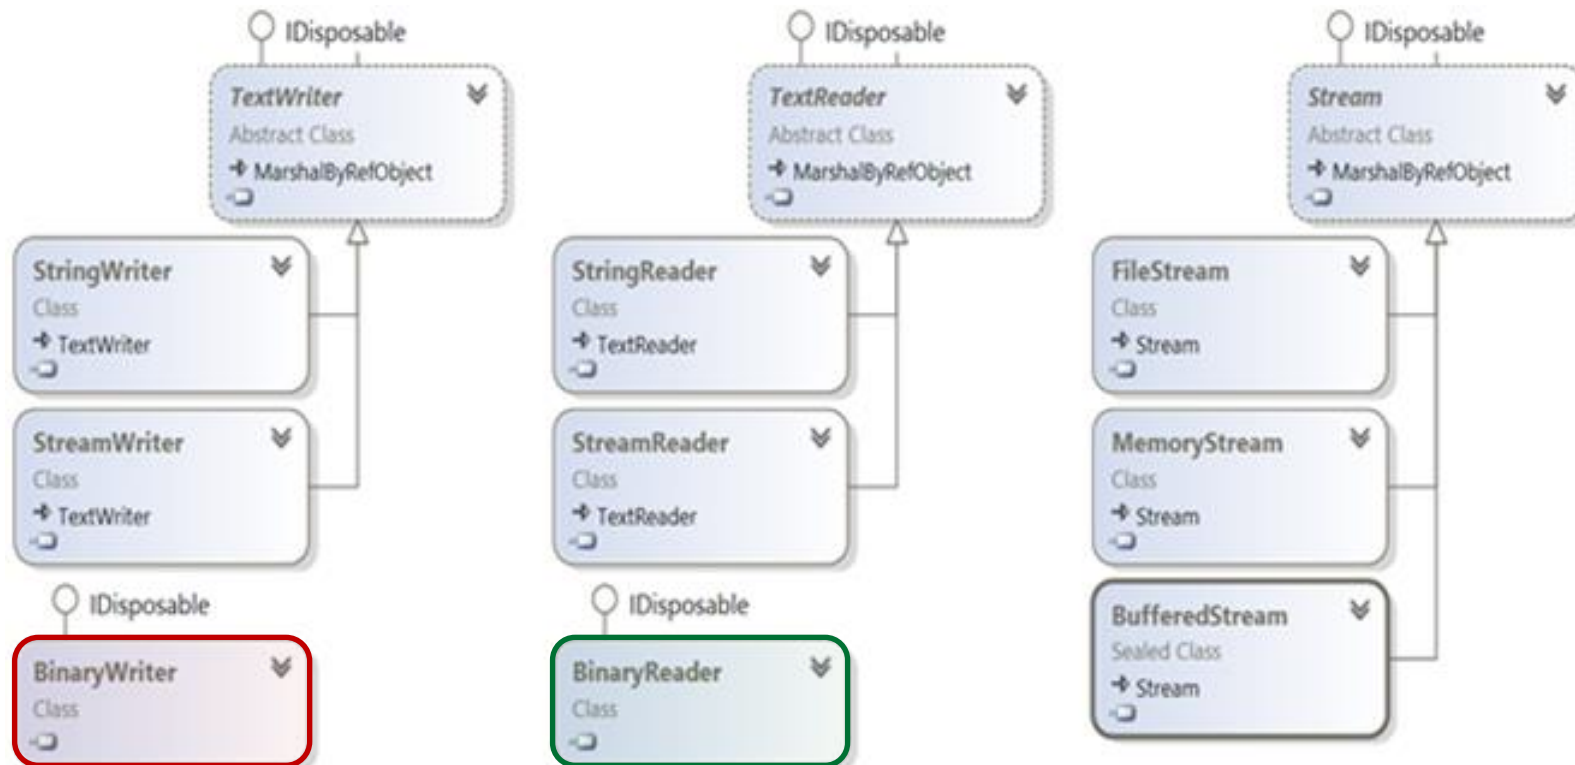 IDisposable
TextWriter
Abstract Class
MarshalByRefObject
StringWriter
Class
TextWriter
StreamWriter
Class
TextWriter
IDisposable
BinaryWriter
Class
IDisposable
TextReader
Abstract Class
MarshalByRefObject
StringReader
Class
TextReader
StreamReader
Class
TextReader
IDisposable
BinaryReader
Class
IDisposable
Stream
Abstract Class
MarshalByRefObject
FileStream
Class
Stream
MemoryStream
Class
Stream
BufferedStream
Sealed Class
Stream